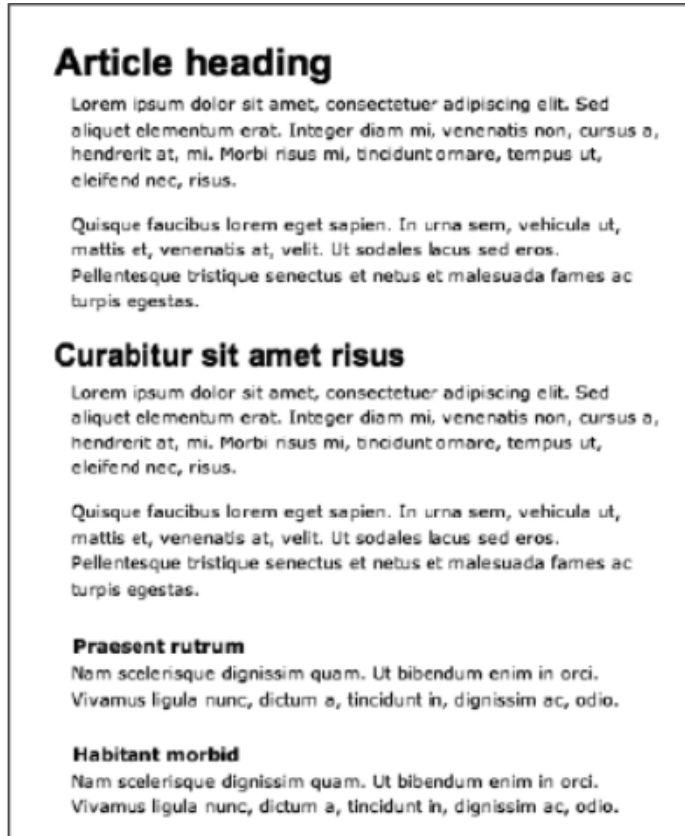 Article heading
Lorem ipsum dolor sit amet, consectetuer adipiscing elit. Sed
aliquet elementum erat. Integer diam mi, venenatis non, cursus a,
hendrerit at, mi. Morbi risus mi, tincidunt ornare, tempus ut,
eleifend nec, risus.
Quisque faucibus lorem eget sapien. In urna sem, vehicula ut,
mattis et, venenatis at, velit. Ut sodales lacus sed eros.
Pellentesque tristique senectus et netus et malesuada fames ac
turpis egestas.
Curabitur sit amet risus
Lorem ipsum dolor sit amet, consectetuer adipiscing elit. Sed
aliquet elementum erat. Integer diam mi, venenatis non, cursus a,
hendrerit at, mi. Morbi risus mi, tincidunt ornare, tempus ut,
eleifend nec, risus.
Quisque faucibus lorem eget sapien. In urna sem, vehicula ut,
mattis et, venenatis at, velit. Ut sodales lacus sed eros.
Pellentesque tristique senectus et netus et malesuada fames ac
turpis egestas.
Praesent rutrum
Nam scelerisque dignissim quam. Ut bibendum enim in orci.
Vivamus ligula nunc, dictum a, tincidunt in, dignissim ac, odio.
Habitant morbid
Nam scelerisque dignissim quam. Ut bibendum enim in orci.
Vivamus ligula nunc, dictum a, tincidunt in, dignissim ac, odio.